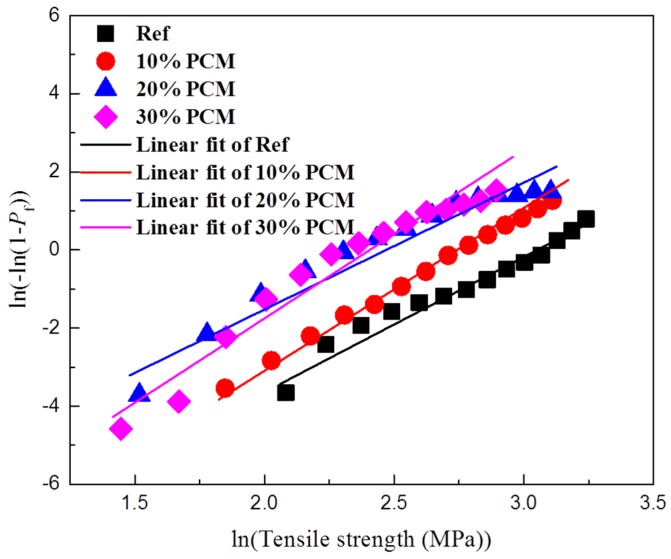 6
4
2
0
-2
-4
-6
ln(-ln(1-Pf))
Ref
10% PCM
20% PCM
30% PCM
Linear fit of Ref
Linear fit of 10% PCM
Linear fit of 20% PCM
Linear fit of 30% PCM
1.5 2.0 2.5 3.0 3.5
ln(Tensile strength (MPa))